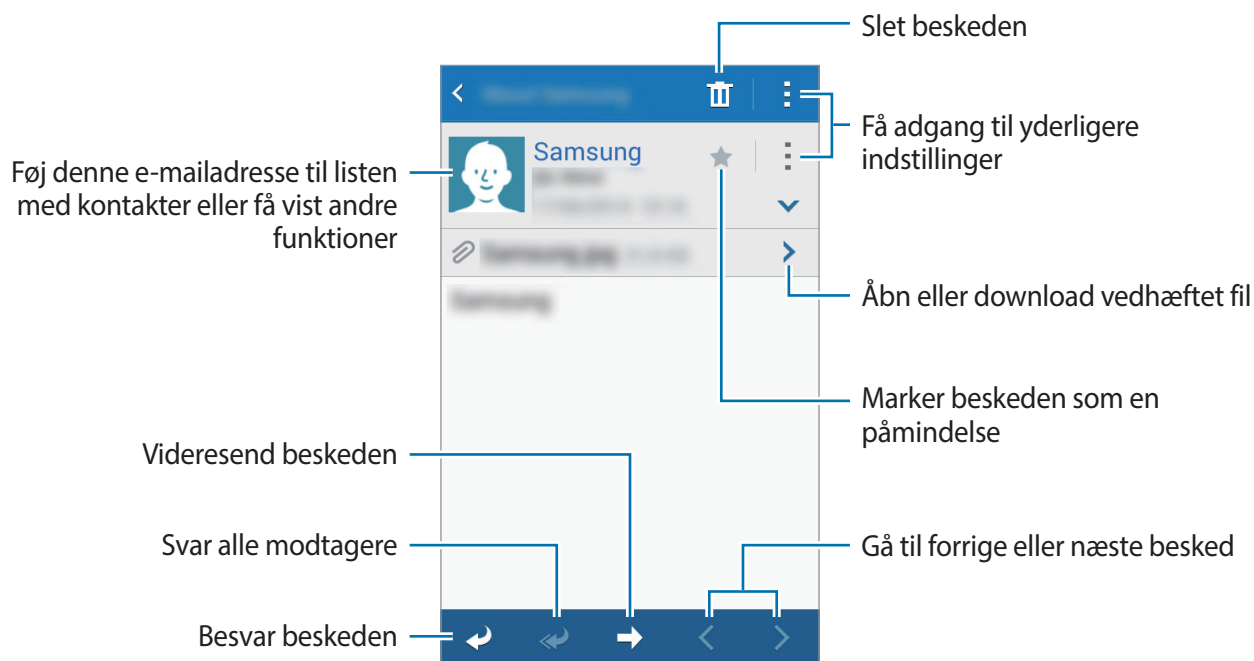 Slet beskeden
Få adgang til yderligere
indstillinger
Samsung
Føj denne e-mailadresse til listen
med kontakter eller få vist andre
funktioner
Åbn eller download vedhæftet fil
Marker beskeden som en
påmindelse
Videresend beskeden
Svar alle modtagere
Gå til forrige eller næste besked
Besvar beskeden